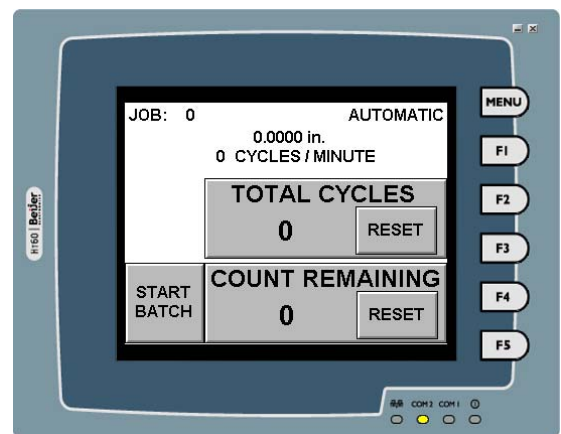 JOB: 0 AUTOMATIC
0.0000 in.
0 CYCLES / MINUTE
TOTAL CYCLES
0 RESET
START BATCH
COUNT REMAINING
0 RESET
MENU
F1
F2
F3
F4
F5
H160 Beijer
COM2 COM1